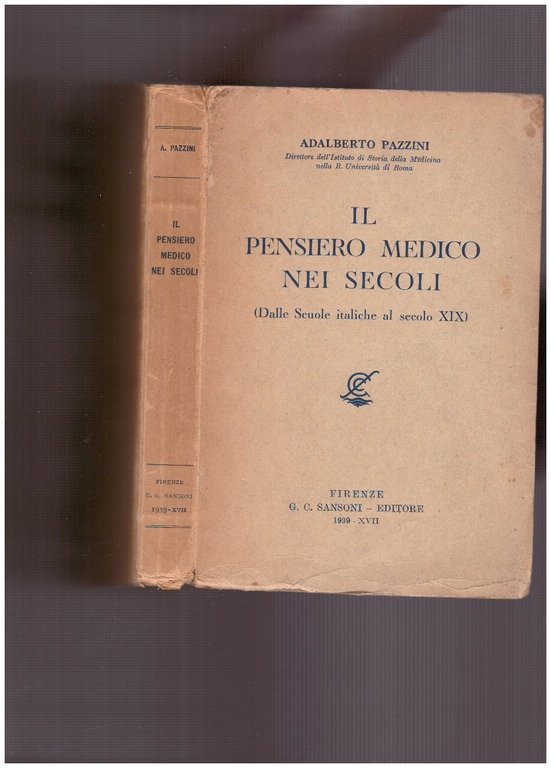 A. PAZZINI
IL
PENSIERO
MEDICO
NEI SECOLI
FIRENZE
G. C. SANSONI
1939-XVII
ADALBERTO PAZZINI
Direttore dell'Istituto di Storia della Medicina
nella R. Università di Roma
IL
PENSIERO MEDICO
NEI SECOLI
(Dalle Scuole italiche al secolo XIX)
FIRENZE
G. C. SANSONI - EDITORE
1939 - XVII